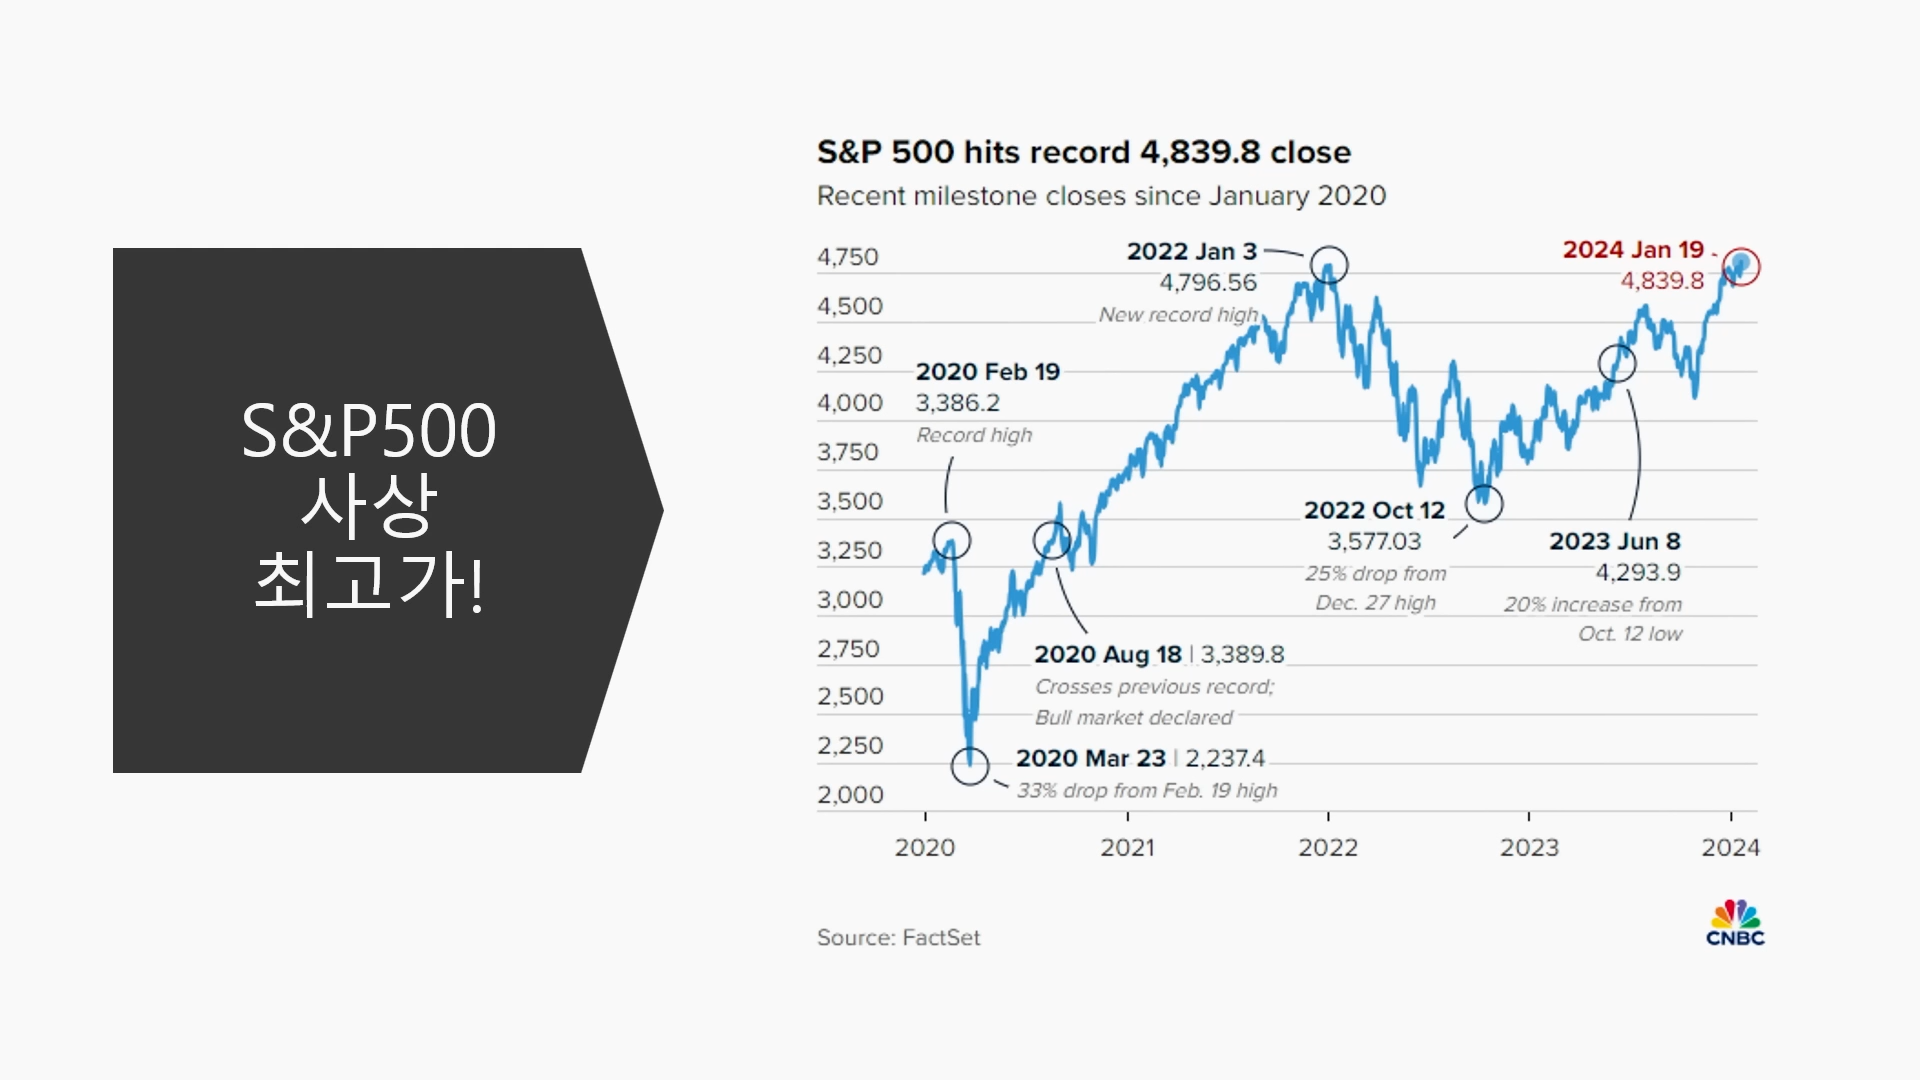 S&P500
사상
최고가!
S&P 500 hits record 4,839.8 close
Recent milestone closes since January 2020
4,750
4,500
4,250
4,000
3,750
3,500
3,250
3,000
2,750
2,500
2,250
2,000
2020 Feb 19
3,386.2
Record high
2020 Mar 23 | 2,237.4
33% drop from Feb. 19 high
2020 Aug 18 | 3,389.8
Crosses previous record;
Bull market declared
2022 Jan 3
4,796.56
New record high
2022 Oct 12
3,577.03
25% drop from
Dec. 27 high
2023 Jun 8
4,293.9
20% increase from
Oct. 12 low
2024 Jan 19
4,839.8
2020 2021 2022 2023 2024
Source: FactSet
CNBC